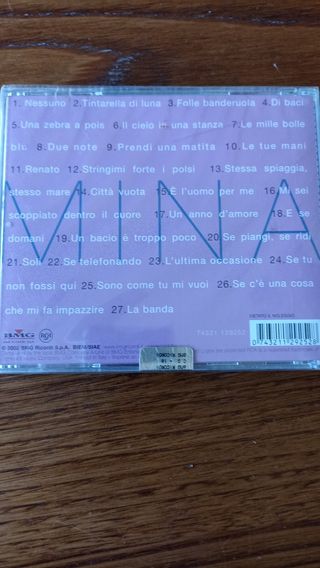 1. Nessuno 2.Tintarella di luna 3.Folle banderuola 4.Di baci
5 Una zebra a pois 6.Il cielo in una stanza 7.Le mille bolle
blu 8.Due note 9.Prendi una matita 10.Le tue mani
11.Renato 12.Stringimi forte i polsi 13.Stessa spiaggia,
stesso mare 14.Città vuota 15.È l'uomo per me 16.Mi sei
scoppiato dentro il cuore 17.Un anno d'amore 18.E se
domani 19.Un bacio è troppo poco 20.Se piangi, se ridi
MINA
21.Soli 22.Se telefonando 23.L'ultima occasione 24.Se tu
non fossi qui 25.Sono come tu mi vuoi 26.Se c'è una cosa
che mi fa impazzire 27.La banda
BMG RCA
0 743211 292528